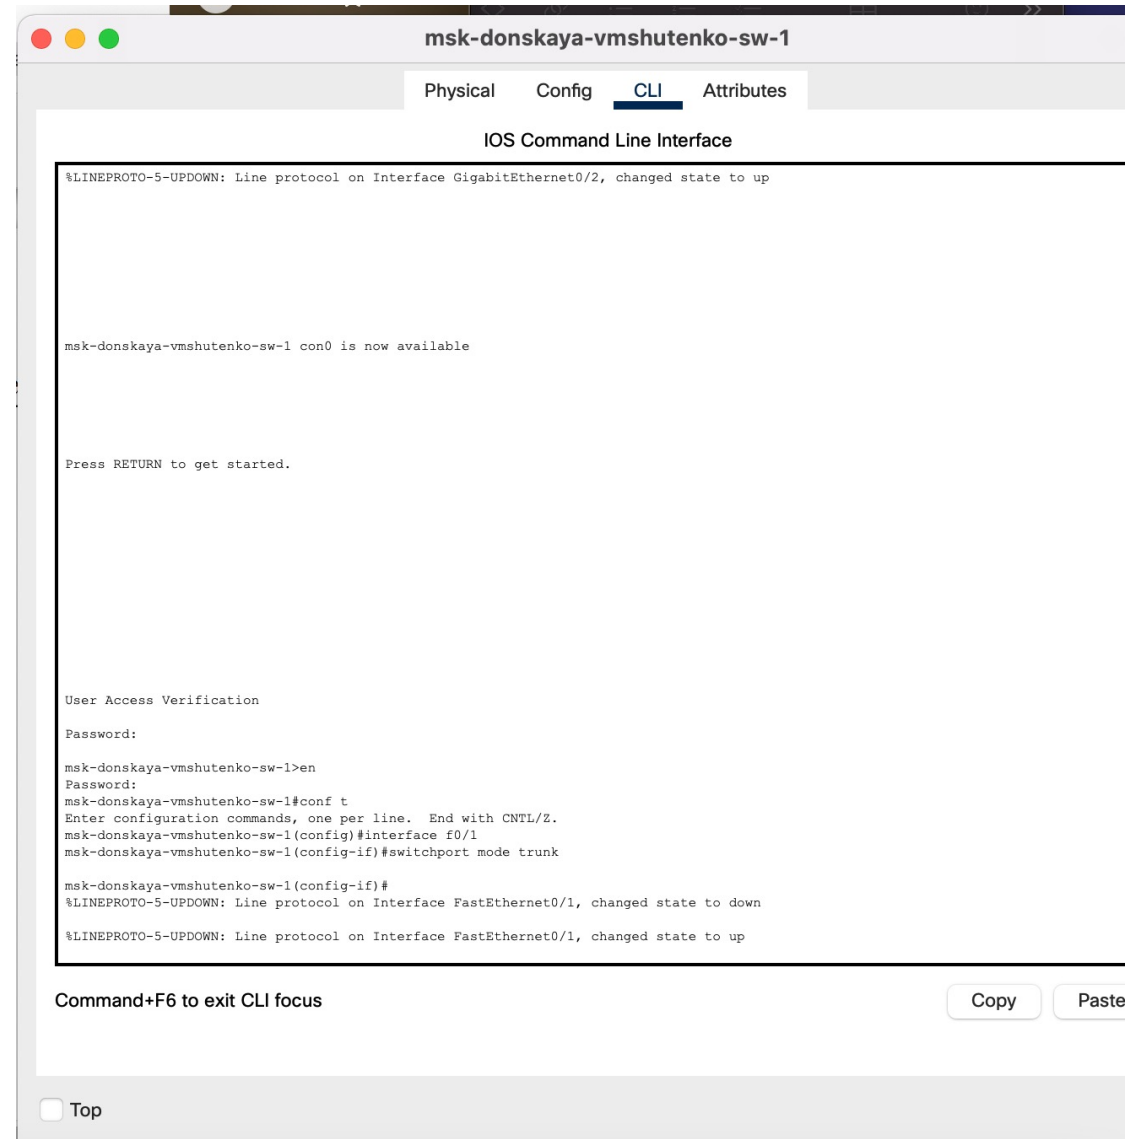 msk-donskaya-vmshutenko-sw-1
Physical Config CLI Attributes
IOS Command Line Interface
%LINEPROTO-5-UPDOWN: Line protocol on Interface GigabitEthernet0/2, changed state to up
msk-donskaya-vmshutenko-sw-1 con0 is now available
Press RETURN to get started.
User Access Verification
Password:
msk-donskaya-vmshutenko-sw-1>en
Password:
msk-donskaya-vmshutenko-sw-1#conf t
Enter configuration commands, one per line.  End with CNTL/Z.
msk-donskaya-vmshutenko-sw-1(config)#interface f0/1
msk-donskaya-vmshutenko-sw-1(config-if)#switchport mode trunk
msk-donskaya-vmshutenko-sw-1(config-if)#
%LINEPROTO-5-UPDOWN: Line protocol on Interface FastEthernet0/1, changed state to down
%LINEPROTO-5-UPDOWN: Line protocol on Interface FastEthernet0/1, changed state to up
Command+F6 to exit CLI focus
Copy Paste
Top